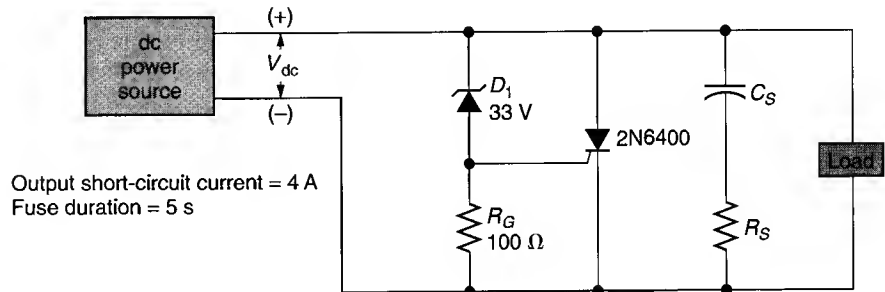 dc
power
source
(+)
V_dc
(−)
D₁
33 V
2N6400
C_S
Load
R_G
100 Ω
R_S
Output short-circuit current = 4 A
Fuse duration = 5 s